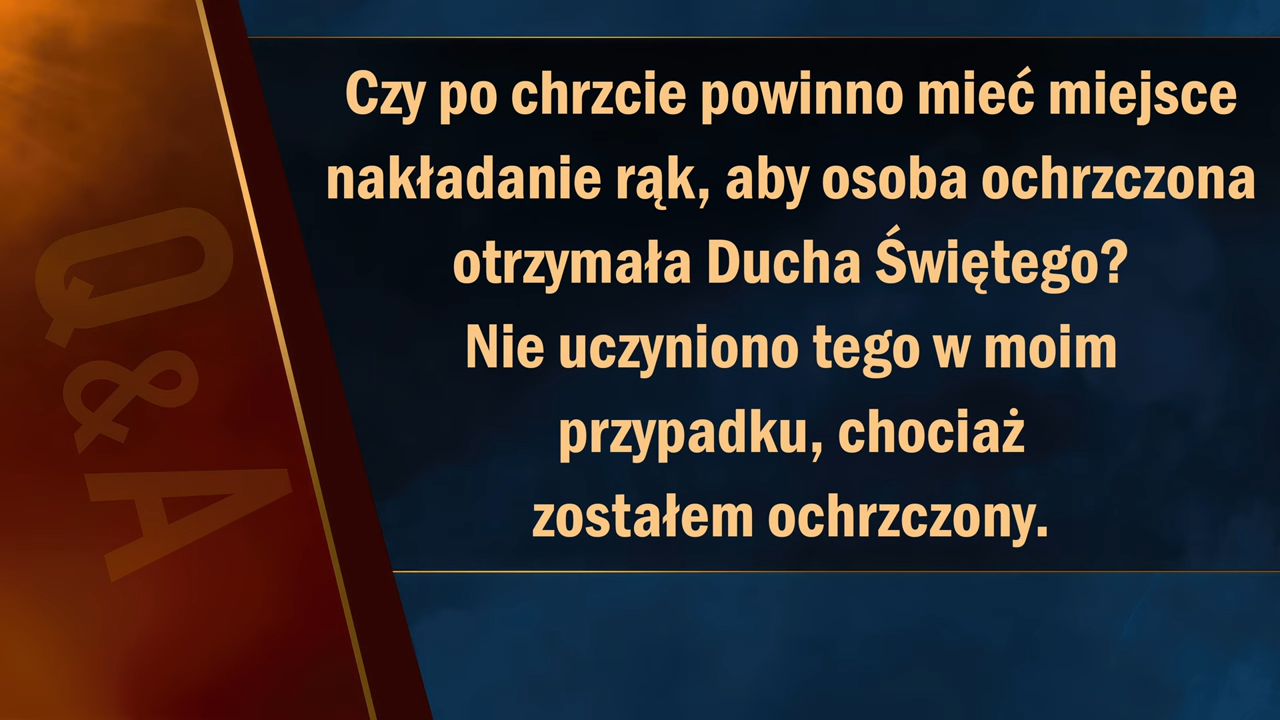 Czy po chrzcie powinno mieć miejsce
nakładanie rąk, aby osoba ochrzczona
otrzymała Ducha Świętego?
Nie uczyniono tego w moim
przypadku, chociaż
zostałem ochrzczony.
Q&A